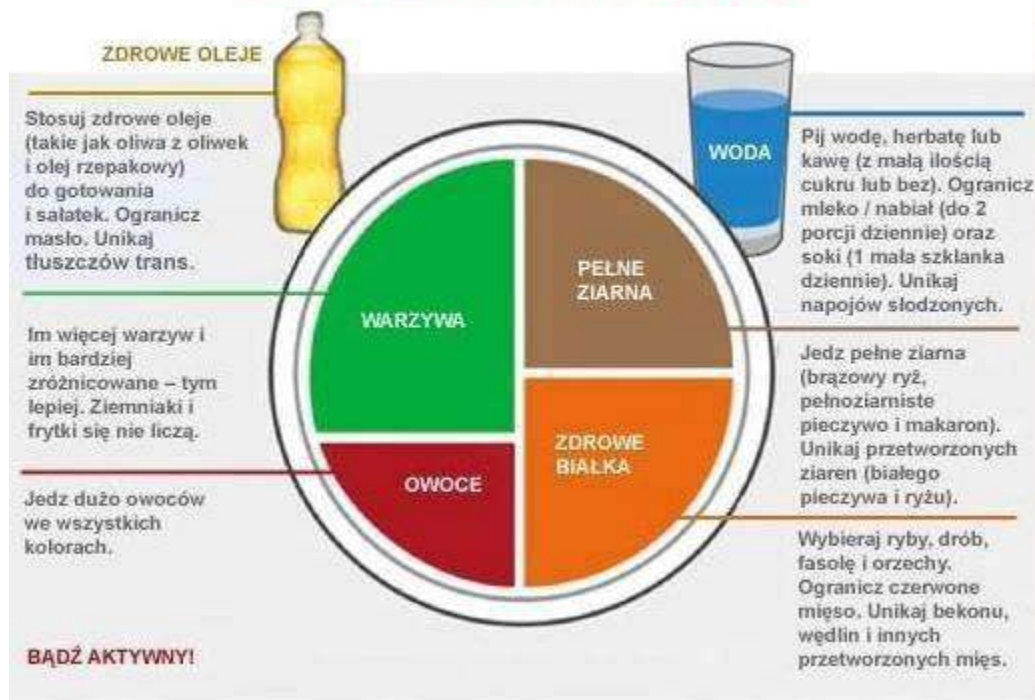 ZDROWE OLEJE
Stosuj zdrowe oleje
(takie jak oliwa z oliwek
i olej rzepakowy)
do gotowania
i sałatek. Ogranicz
masło. Unikaj
tłuszczów trans.
Im więcej warzyw i
im bardziej
zróżnicowane – tym
lepiej. Ziemniaki i
frytki się nie liczą.
Jedz dużo owoców
we wszystkich
kolorach.
BĄDŹ AKTYWNY!
WARZYWA
OWOCE
PEŁNE
ZIARNA
ZDROWE
BIAŁKA
WODA
Pij wodę, herbatę lub
kawę (z małą ilością
cukru lub bez). Ogranicz
mleko / nabiał (do 2
porcji dziennie) oraz
soki (1 mała szklanka
dziennie). Unikaj
napojów słodzonych.
Jedz pełne ziarna
(brązowy ryż,
pełnoziarniste
pieczywo i makaron).
Unikaj przetworzonych
ziaren (białego
pieczywa i ryżu).
Wybieraj ryby, drób,
fasolę i orzechy.
Ogranicz czerwone
mięso. Unikaj bekonu,
wędlin i innych
przetworzonych mięs.